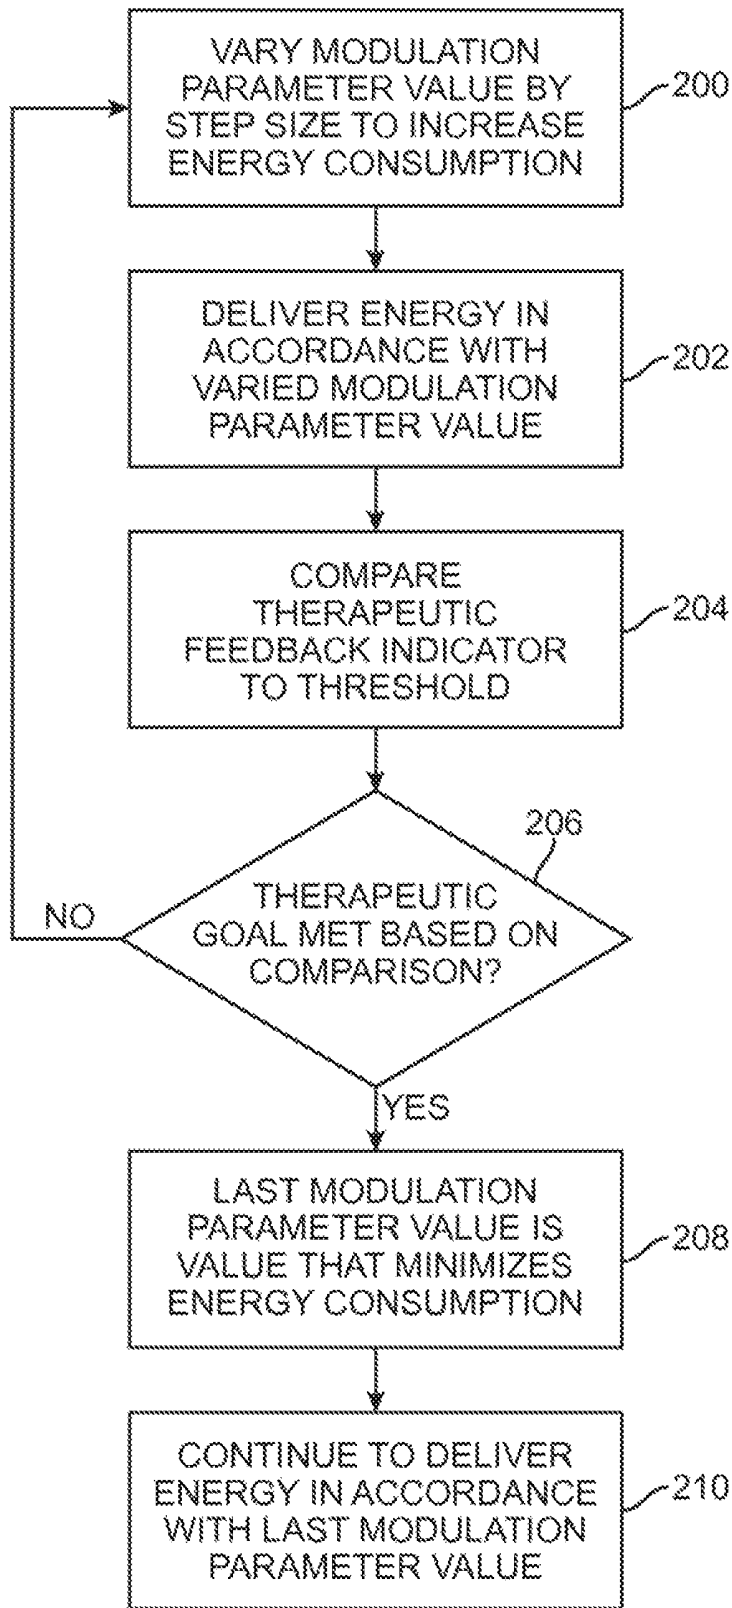 VARY MODULATION
PARAMETER VALUE BY
STEP SIZE TO INCREASE
ENERGY CONSUMPTION
200
DELIVER ENERGY IN
ACCORDANCE WITH
VARIED MODULATION
PARAMETER VALUE
202
COMPARE
THERAPEUTIC
FEEDBACK INDICATOR
TO THRESHOLD
204
206
THERAPEUTIC
GOAL MET BASED ON
COMPARISON?
NO
YES
LAST MODULATION
PARAMETER VALUE IS
VALUE THAT MINIMIZES
ENERGY CONSUMPTION
208
CONTINUE TO DELIVER
ENERGY IN ACCORDANCE
WITH LAST MODULATION
PARAMETER VALUE
210